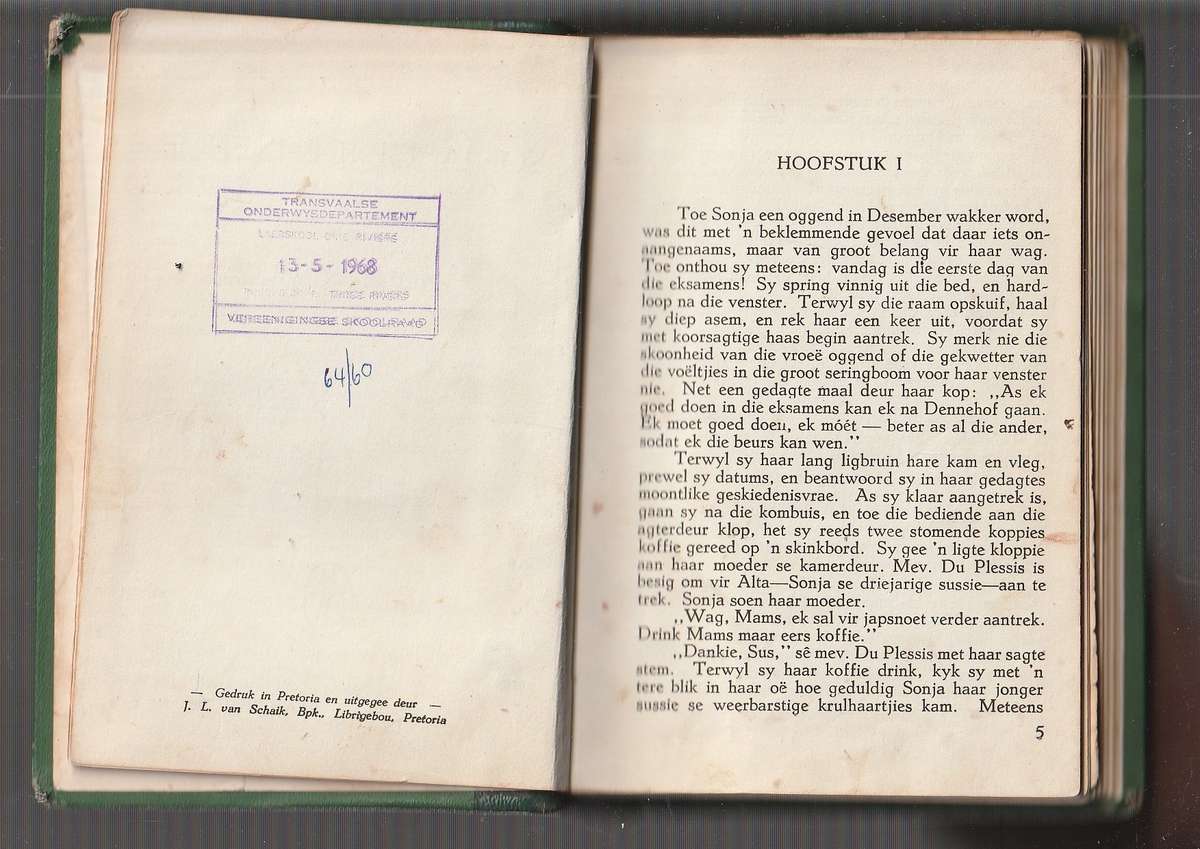 TRANSVAALSE
ONDERWYSDEPARTEMENT
LAERSKOOL DRIE RIVIERE
13-5-1968
THREE RIVERS
VEREENIGINGSE SKOOLRAAD
64/60
— Gedruk in Pretoria en uitgegee deur —
J. L. van Schaik, Bpk., Librigebou, Pretoria
HOOFSTUK I
Toe Sonja een oggend in Desember wakker word,
was dit met 'n beklemmende gevoel dat daar iets on-
aangenaams, maar van groot belang vir haar wag.
Toe onthou sy meteens: vandag is die eerste dag van
die eksamens! Sy spring vinnig uit die bed, en hard-
loop na die venster. Terwyl sy die raam opskuif, haal
sy diep asem, en rek haar een keer uit, voordat sy
met koorsagtige haas begin aantrek. Sy merk nie die
skoonheid van die vroeë oggend of die gekwetter van
die voëltjies in die groot seringboom voor haar venster
nie. Net een gedagte maal deur haar kop: „As ek
goed doen in die eksamens kan ek na Dennehof gaan.
Ek moet goed doen, ek móét — beter as al die ander,
sodat ek die beurs kan wen.”
Terwyl sy haar lang ligbruin hare kam en vleg,
prewel sy datums, en beantwoord sy in haar gedagtes
moontlike geskiedenisvrae. As sy klaar aangetrek is,
gaan sy na die kombuis, en toe die bediende aan die
agterdeur klop, het sy reeds twee stomende koppies
koffie gereed op 'n skinkbord. Sy gee 'n ligte kloppie
aan haar moeder se kamerdeur. Mev. Du Plessis is
besig om vir Alta—Sonja se driejarige sussie—aan te
trek. Sonja soen haar moeder.
„Wag, Mams, ek sal vir japsnoet verder aantrek.
Drink Mams maar eers koffie.”
„Dankie, Sus,” sê mev. Du Plessis met haar sagte
stem. Terwyl sy haar koffie drink, kyk sy met 'n
tere blik in haar oë hoe geduldig Sonja haar jonger
sussie se weerbarstige krulhaartjies kam. Meteens
5